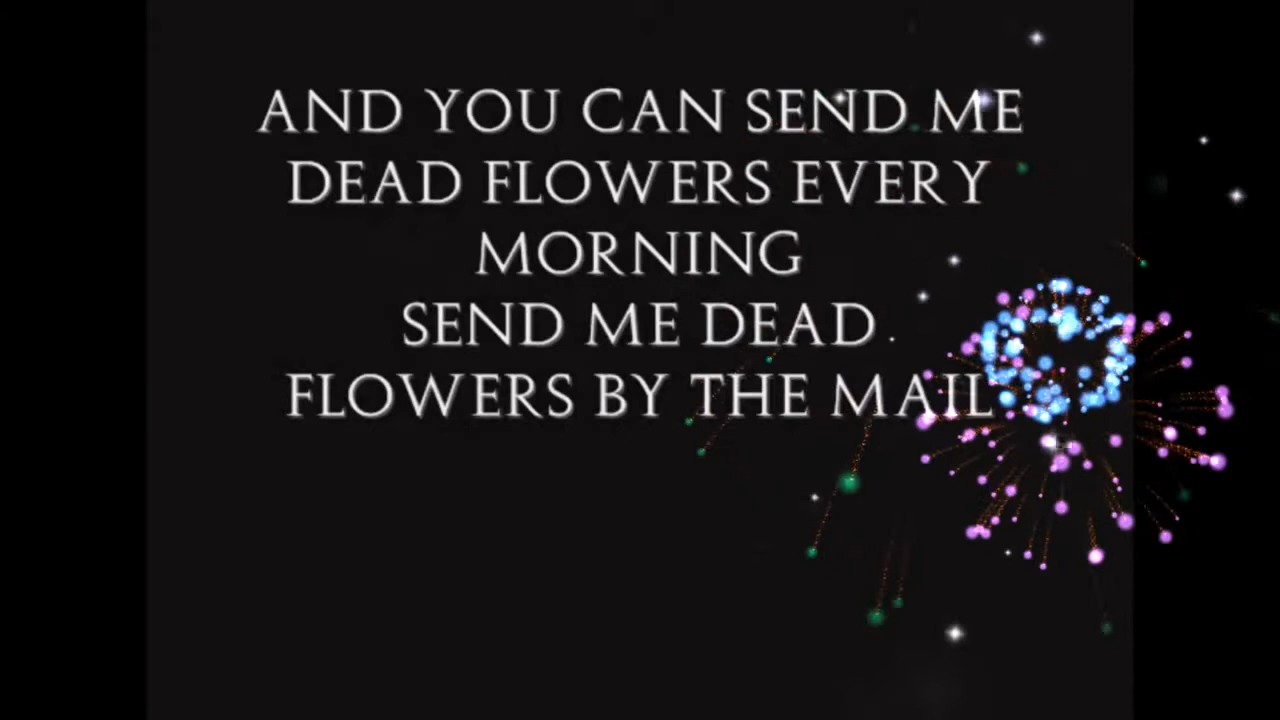 AND YOU CAN SEND ME
DEAD FLOWERS EVERY
MORNING
SEND ME DEAD
FLOWERS BY THE MAIL